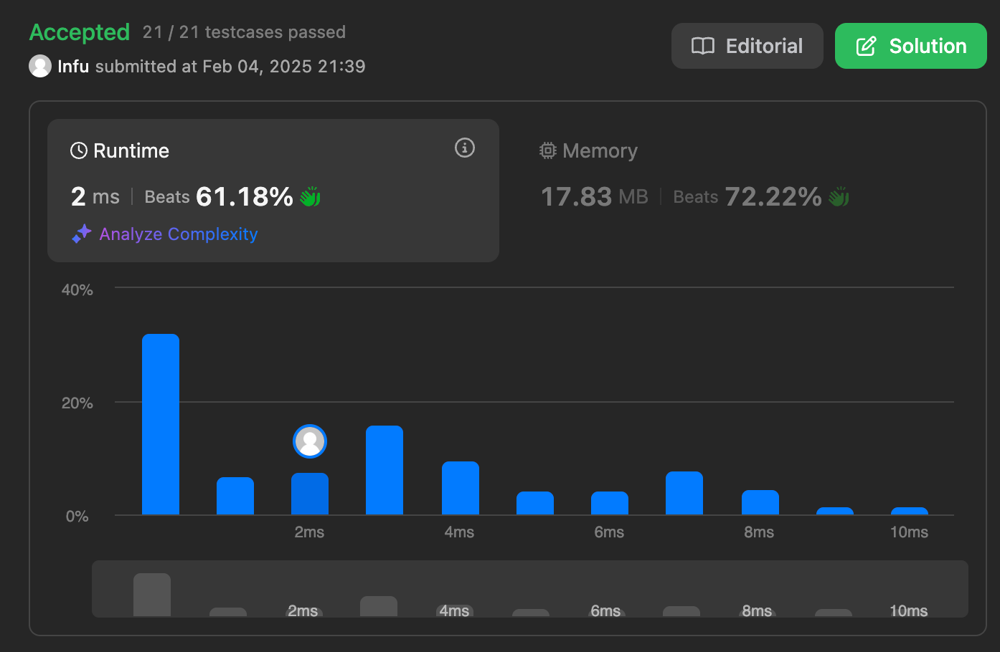 Accepted 21 / 21 testcases passed
Infu submitted at Feb 04, 2025 21:39
Editorial
Solution
Runtime
2 ms | Beats 61.18%
Analyze Complexity
Memory
17.83 MB | Beats 72.22%
40%
20%
0%
2ms 4ms 6ms 8ms 10ms
2ms 4ms 6ms 8ms 10ms